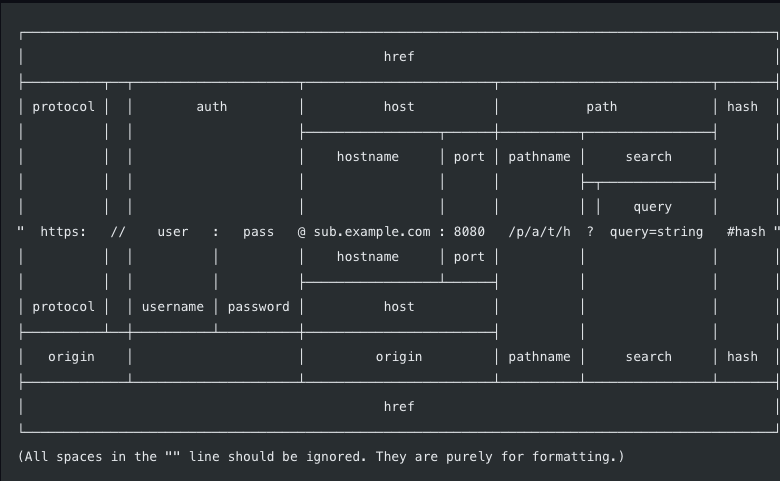 href
protocol auth host path hash
hostname port pathname search
query
" https: // user : pass @ sub.example.com : 8080 /p/a/t/h ? query=string #hash "
hostname port
protocol username password host
origin origin pathname search hash
href
(All spaces in the "" line should be ignored. They are purely for formatting.)